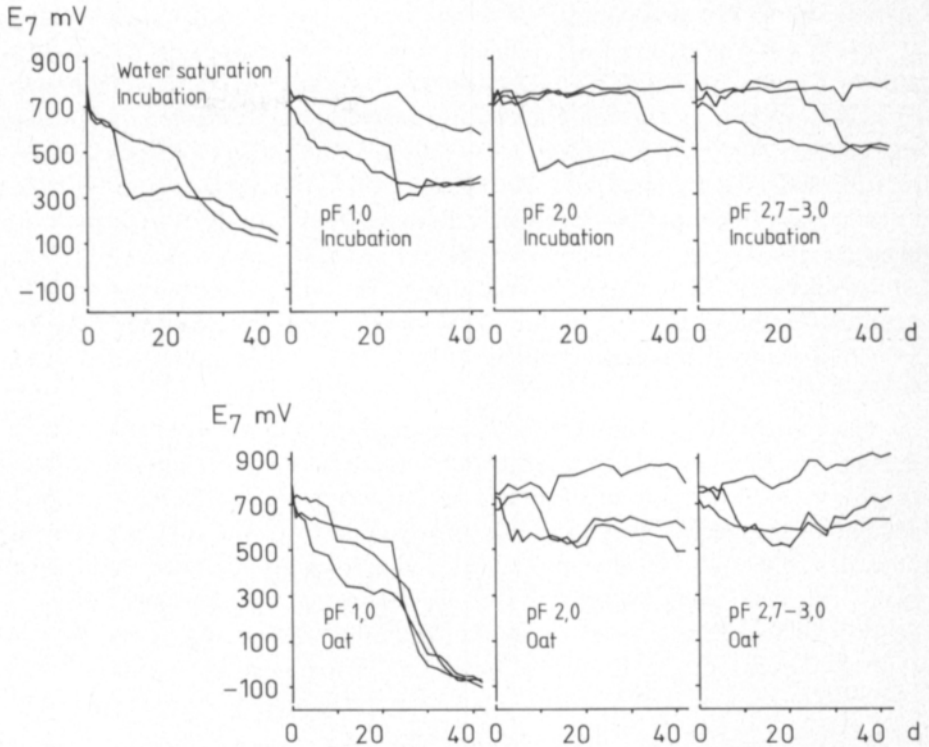 E7 mV
900
700
500
300
100
-100
Water saturation
Incubation
pF 1,0
Incubation
pF 2,0
Incubation
pF 2,7-3,0
Incubation
0 20 40 0 20 40 0 20 40 0 20 40 d
E7 mV
900
700
500
300
100
-100
pF 1,0
Oat
pF 2,0
Oat
pF 2,7-3,0
Oat
0 20 40 0 20 40 0 20 40 d